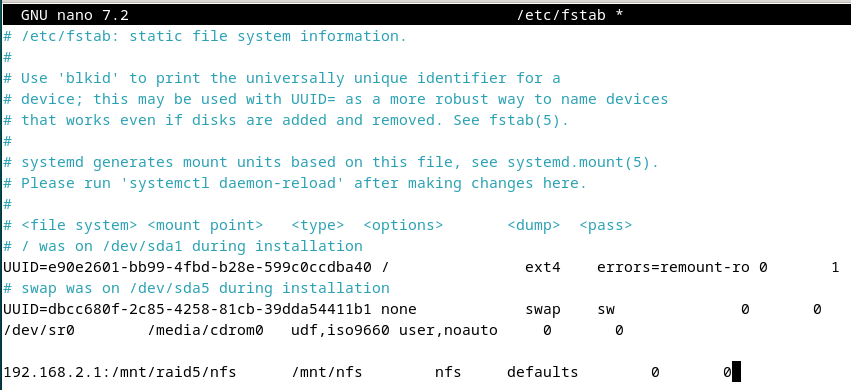 GNU nano 7.2 /etc/fstab *
# /etc/fstab: static file system information.
#
# Use 'blkid' to print the universally unique identifier for a
# device; this may be used with UUID= as a more robust way to name devices
# that works even if disks are added and removed. See fstab(5).
#
# systemd generates mount units based on this file, see systemd.mount(5).
# Please run 'systemctl daemon-reload' after making changes here.
#
# <file system> <mount point>   <type>  <options>       <dump>  <pass>
# / was on /dev/sda1 during installation
UUID=e90e2601-bb99-4fbd-b28e-599c0ccdba40 /               ext4    errors=remount-ro 0       1
# swap was on /dev/sda5 during installation
UUID=dbcc680f-2c85-4258-81cb-39dda54411b1 none            swap    sw              0       0
/dev/sr0        /media/cdrom0   udf,iso9660 user,noauto     0       0
192.168.2.1:/mnt/raid5/nfs      /mnt/nfs        nfs     defaults        0       0